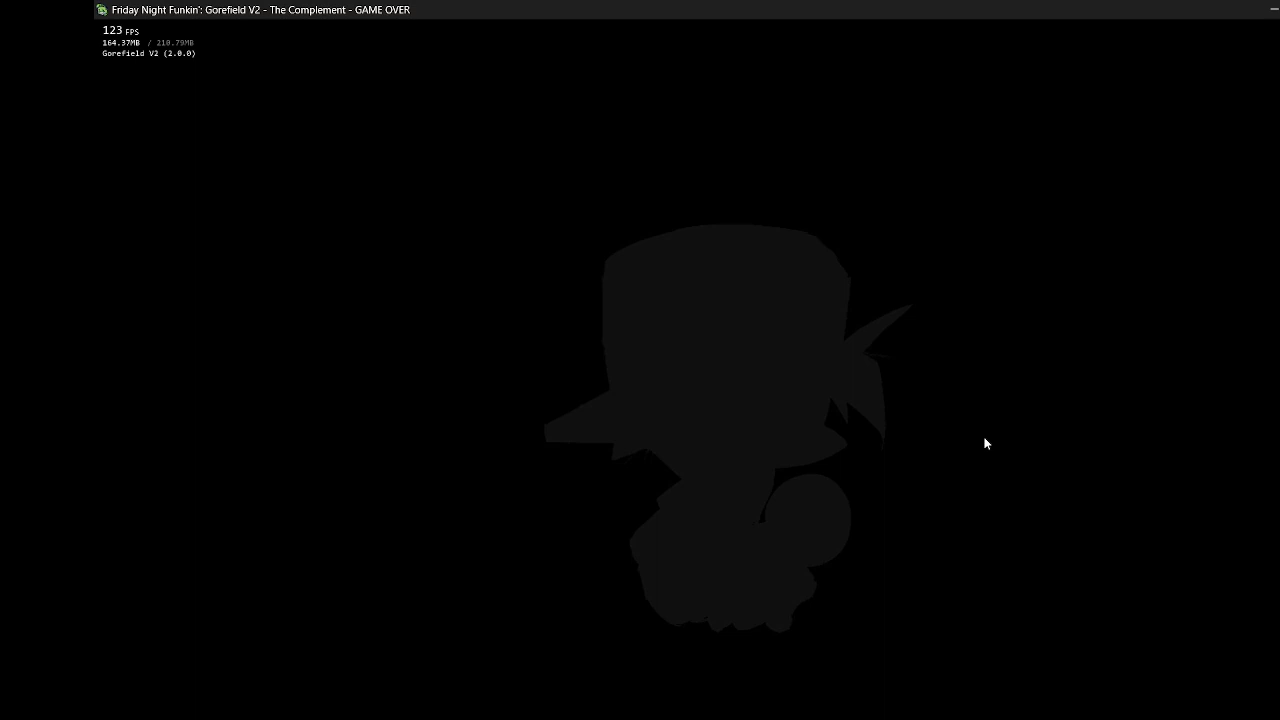 Friday Night Funkin': Gorefield V2 - The Complement - GAME OVER
123 FPS
164.37MB / 210.79MB
Gorefield V2 (2.0.0)